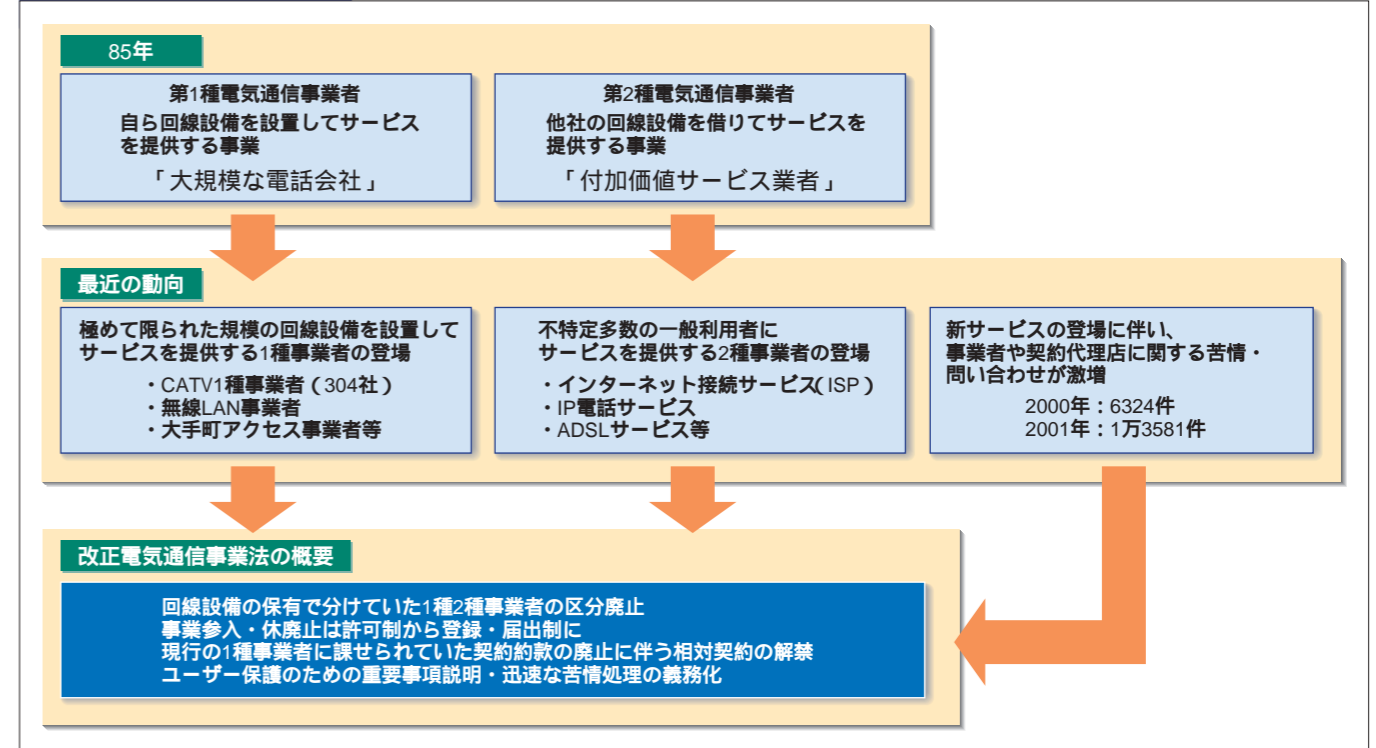 85年
第1種電気通信事業者
自ら回線設備を設置してサービス
を提供する事業
「大規模な電話会社」
第2種電気通信事業者
他社の回線設備を借りてサービスを
提供する事業
「付加価値サービス業者」
最近の動向
極めて限られた規模の回線設備を設置して
サービスを提供する1種事業者の登場
・CATV1種事業者(304社)
・無線LAN事業者
・大手町アクセス事業者等
不特定多数の一般利用者に
サービスを提供する2種事業者の登場
・インターネット接続サービス(ISP)
・IP電話サービス
・ADSLサービス等
新サービスの登場に伴い、
事業者や契約代理店に関する苦情・
問い合わせが激増
2000年:6324件
2001年:1万3581件
改正電気通信事業法の概要
回線設備の保有で分けていた1種2種事業者の区分廃止
事業参入・休廃止は許可制から登録・届出制に
現行の1種事業者に課せられていた契約約款の廃止に伴う相対契約の解禁
ユーザー保護のための重要事項説明・迅速な苦情処理の義務化